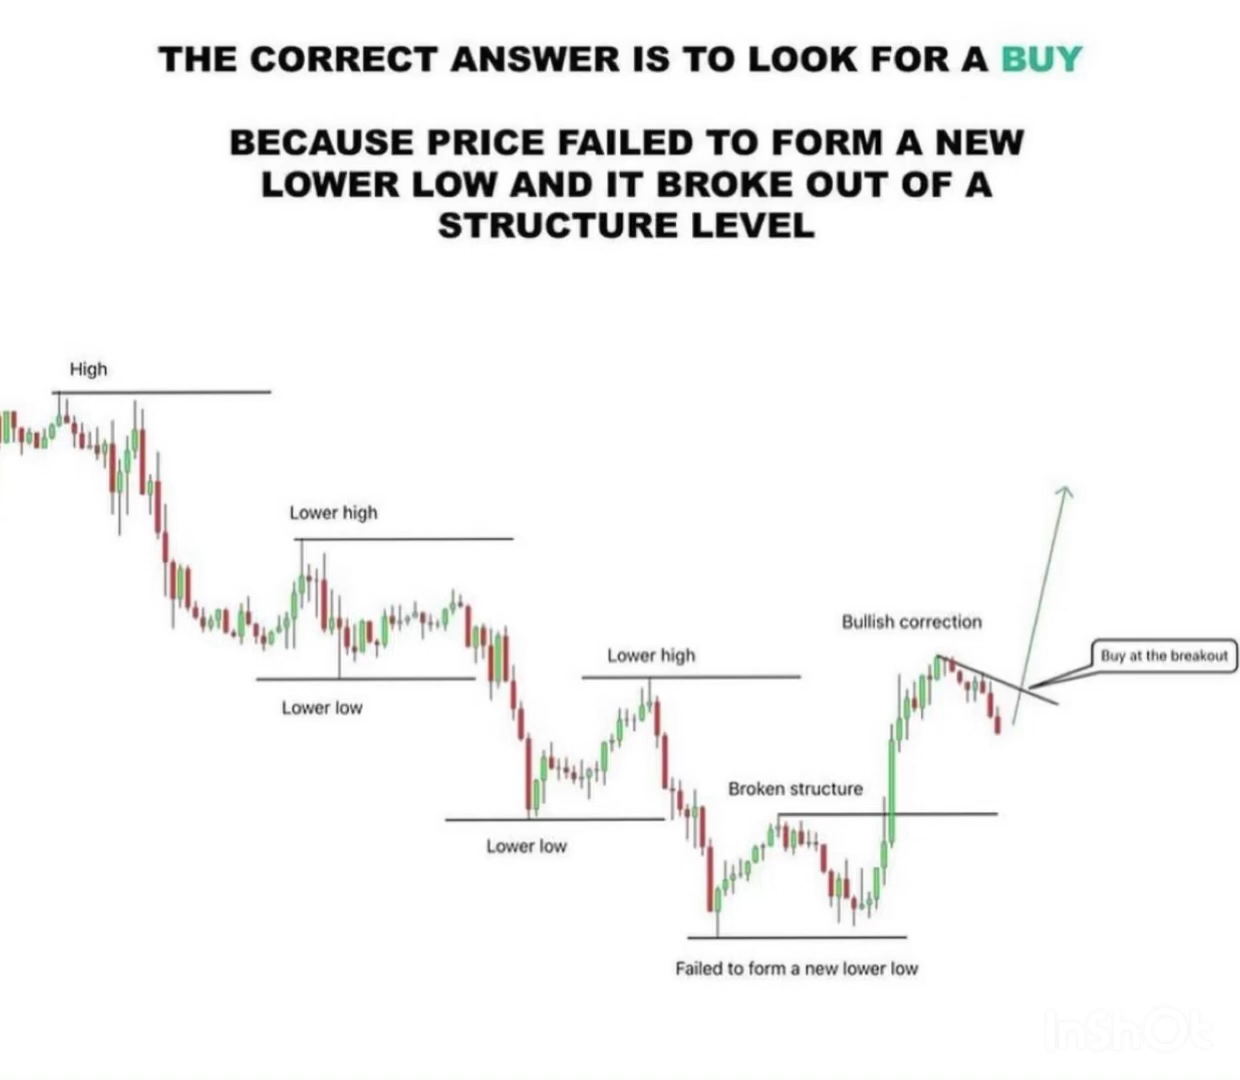 THE CORRECT ANSWER IS TO LOOK FOR A BUY
BECAUSE PRICE FAILED TO FORM A NEW
LOWER LOW AND IT BROKE OUT OF A
STRUCTURE LEVEL
High
Lower high
Lower low
Lower high
Lower low
Bullish correction
Buy at the breakout
Broken structure
Failed to form a new lower low
InShOt